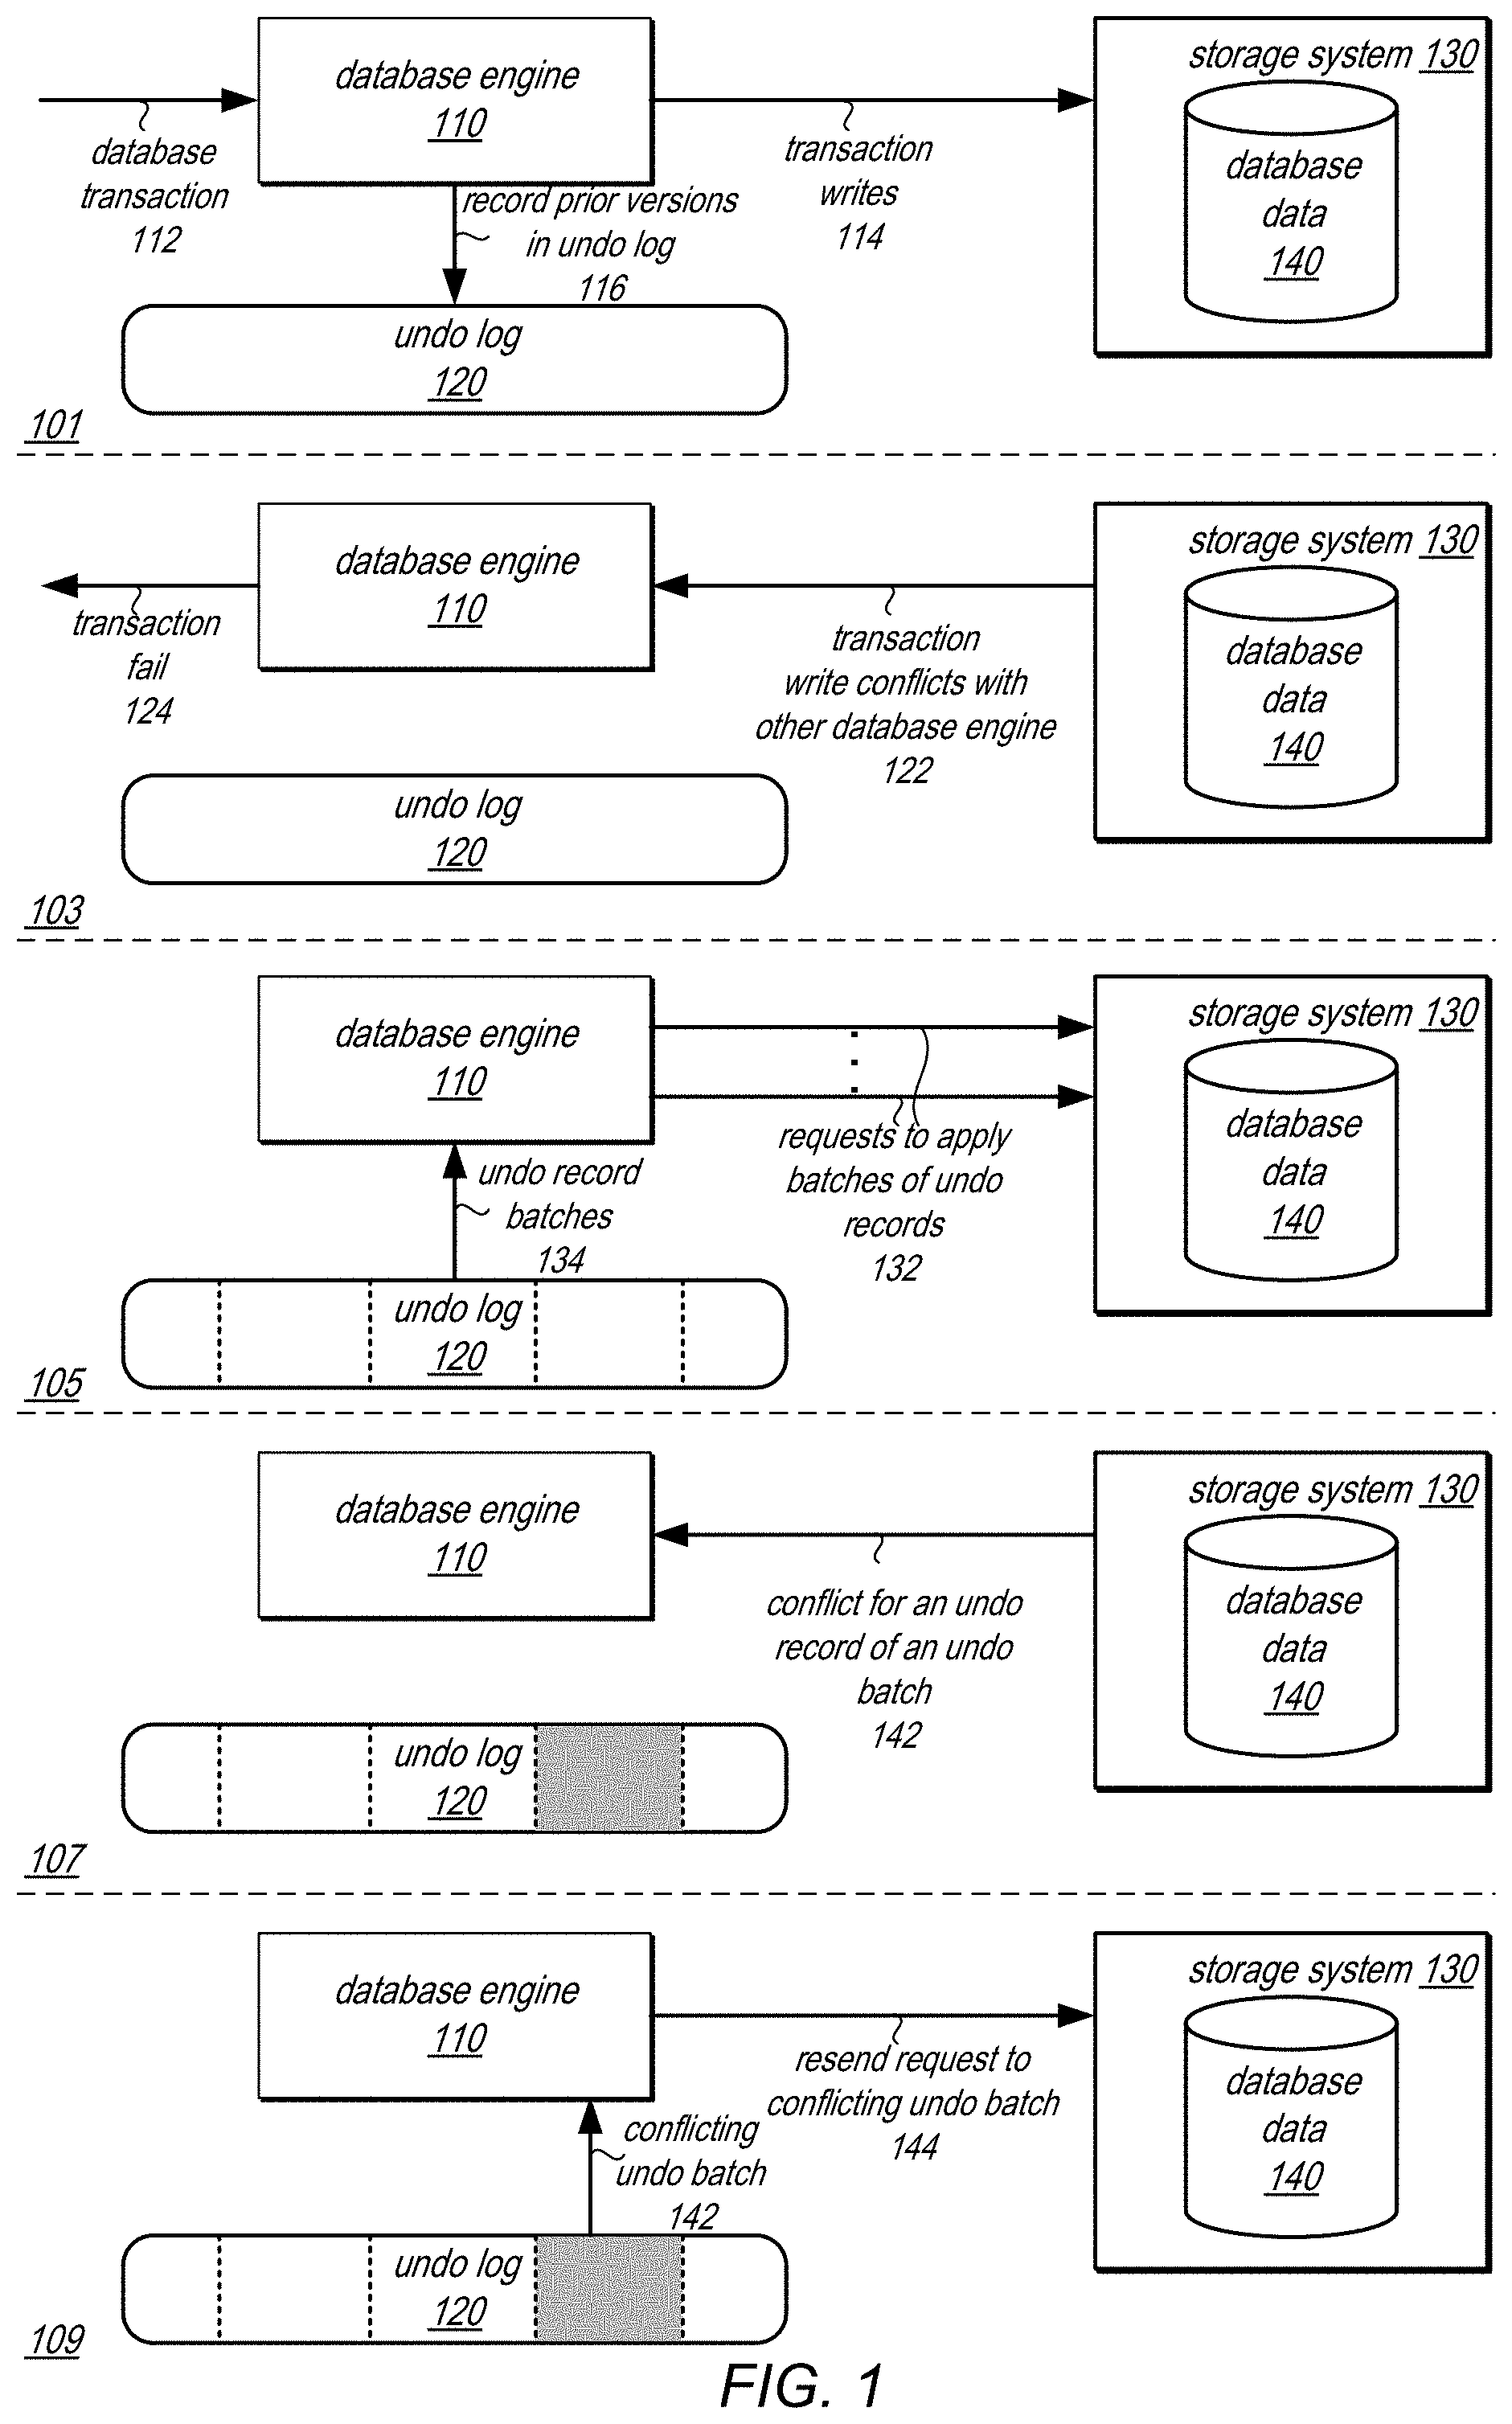 database engine
110
storage system 130
database
data
140
database
transaction
112
transaction
writes
114
record prior versions
in undo log
116
undo log
120
101
database engine
110
storage system 130
database
data
140
transaction
fail
124
transaction
write conflicts with
other database engine
122
undo log
120
103
database engine
110
storage system 130
database
data
140
requests to apply
batches of undo
records
132
undo record
batches
134
undo log
120
105
database engine
110
storage system 130
database
data
140
conflict for an undo
record of an undo
batch
142
undo log
120
107
database engine
110
storage system 130
database
data
140
resend request to
conflicting undo batch
144
conflicting
undo batch
142
undo log
120
109
FIG. 1